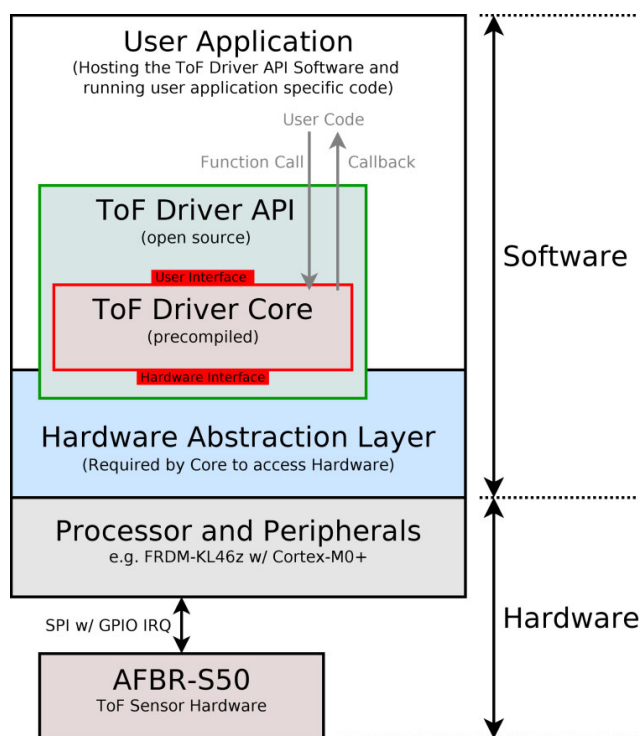 User Application
(Hosting the ToF Driver API Software and
running user application specific code)
User Code
Function Call
Callback
ToF Driver API
(open source)
User Interface
ToF Driver Core
(precompiled)
Hardware Interface
Software
Hardware Abstraction Layer
(Required by Core to access Hardware)
Processor and Peripherals
e.g. FRDM-KL46z w/ Cortex-M0+
SPI w/ GPIO IRQ
Hardware
AFBR-S50
ToF Sensor Hardware